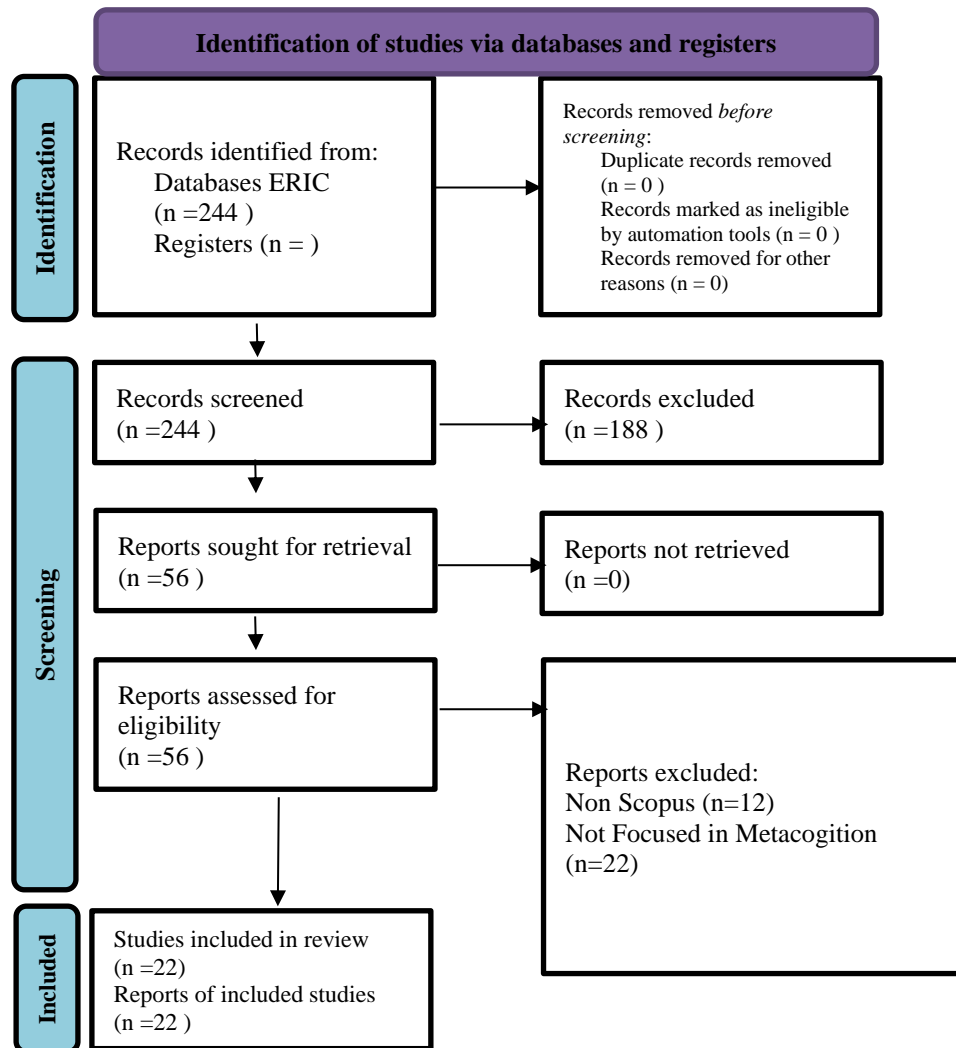 Identification of studies via databases and registers
Identification
Records identified from:
Databases ERIC
(n =244 )
Registers (n = )
Records removed before
screening:
Duplicate records removed
(n = 0 )
Records marked as ineligible
by automation tools (n = 0 )
Records removed for other
reasons (n = 0)
Screening
Records screened
(n =244 )
Records excluded
(n =188 )
Reports sought for retrieval
(n =56 )
Reports not retrieved
(n =0)
Reports assessed for
eligibility
(n =56 )
Reports excluded:
Non Scopus (n=12)
Not Focused in Metacogition
(n=22)
Included
Studies included in review
(n =22)
Reports of included studies
(n =22 )